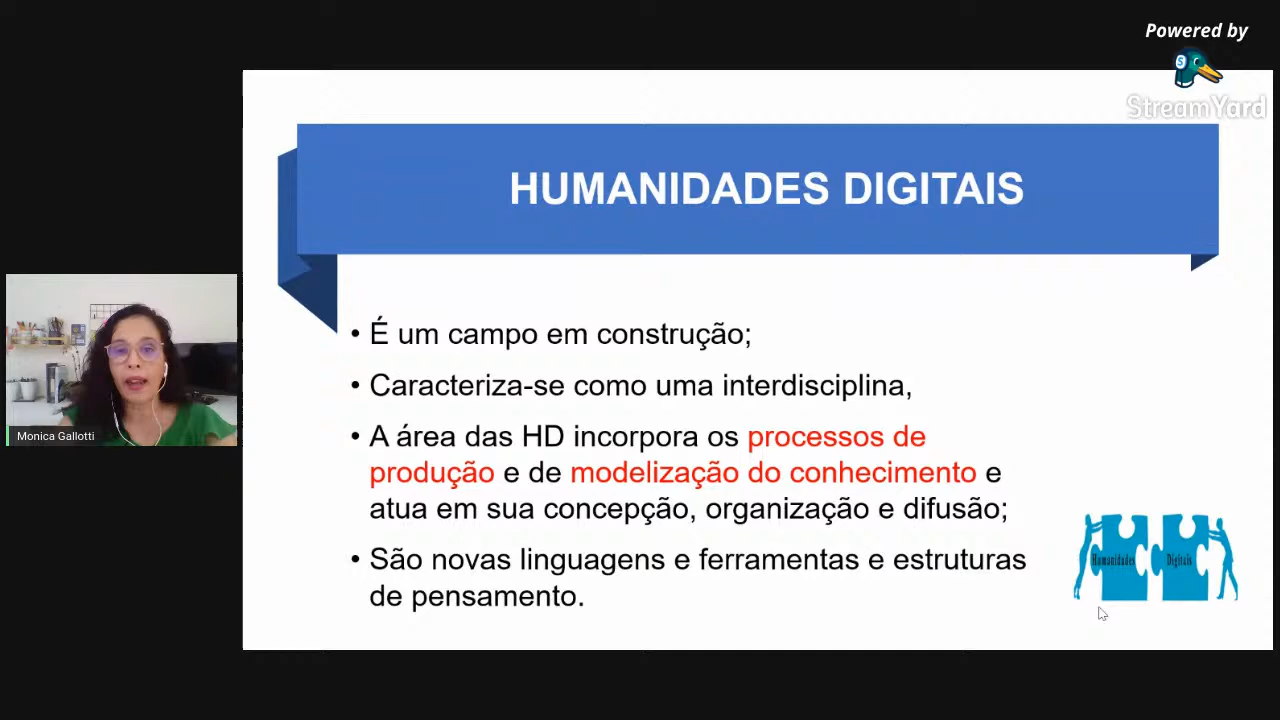 Powered by
StreamYard
HUMANIDADES DIGITAIS
• É um campo em construção;
• Caracteriza-se como uma interdisciplina,
• A área das HD incorpora os processos de
produção e de modelização do conhecimento e
atua em sua concepção, organização e difusão;
• São novas linguagens e ferramentas e estruturas
de pensamento.
Humanidades
Digitais
Monica Gallotti